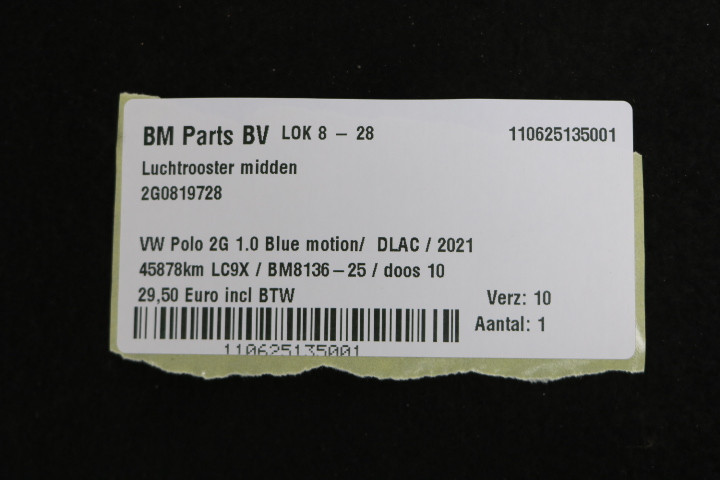 BM Parts BV LOK 8 – 28 110625135001
Luchtrooster midden
2G0819728
VW Polo 2G 1.0 Blue motion/ DLAC / 2021
45878km LC9X / BM8136–25 / doos 10
29,50 Euro incl BTW Verz: 10
Aantal: 1
110625135001